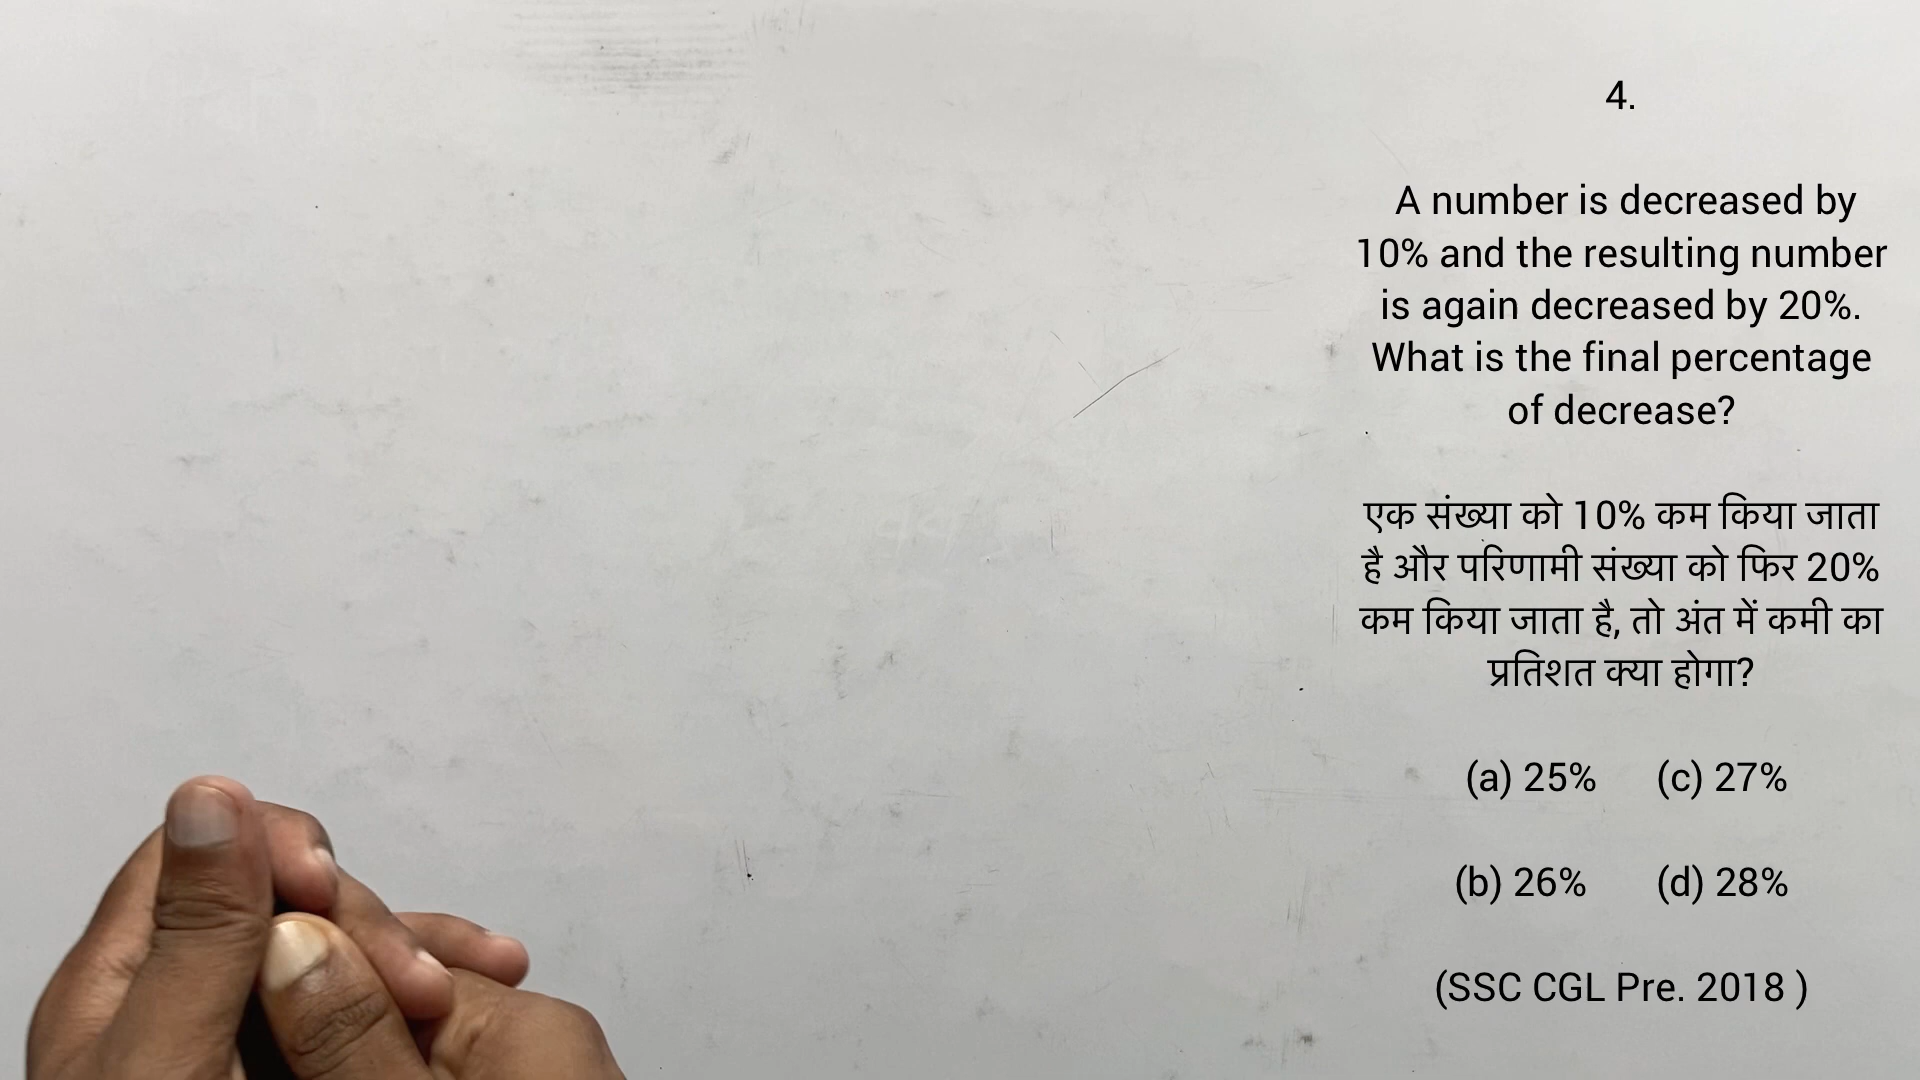 4.
A number is decreased by
10% and the resulting number
is again decreased by 20%.
What is the final percentage
of decrease?
एक संख्या को 10% कम किया जाता
है और परिणामी संख्या को फिर 20%
कम किया जाता है, तो अंत में कमी का
प्रतिशत क्या होगा?
(a) 25% (c) 27%
(b) 26% (d) 28%
(SSC CGL Pre. 2018 )